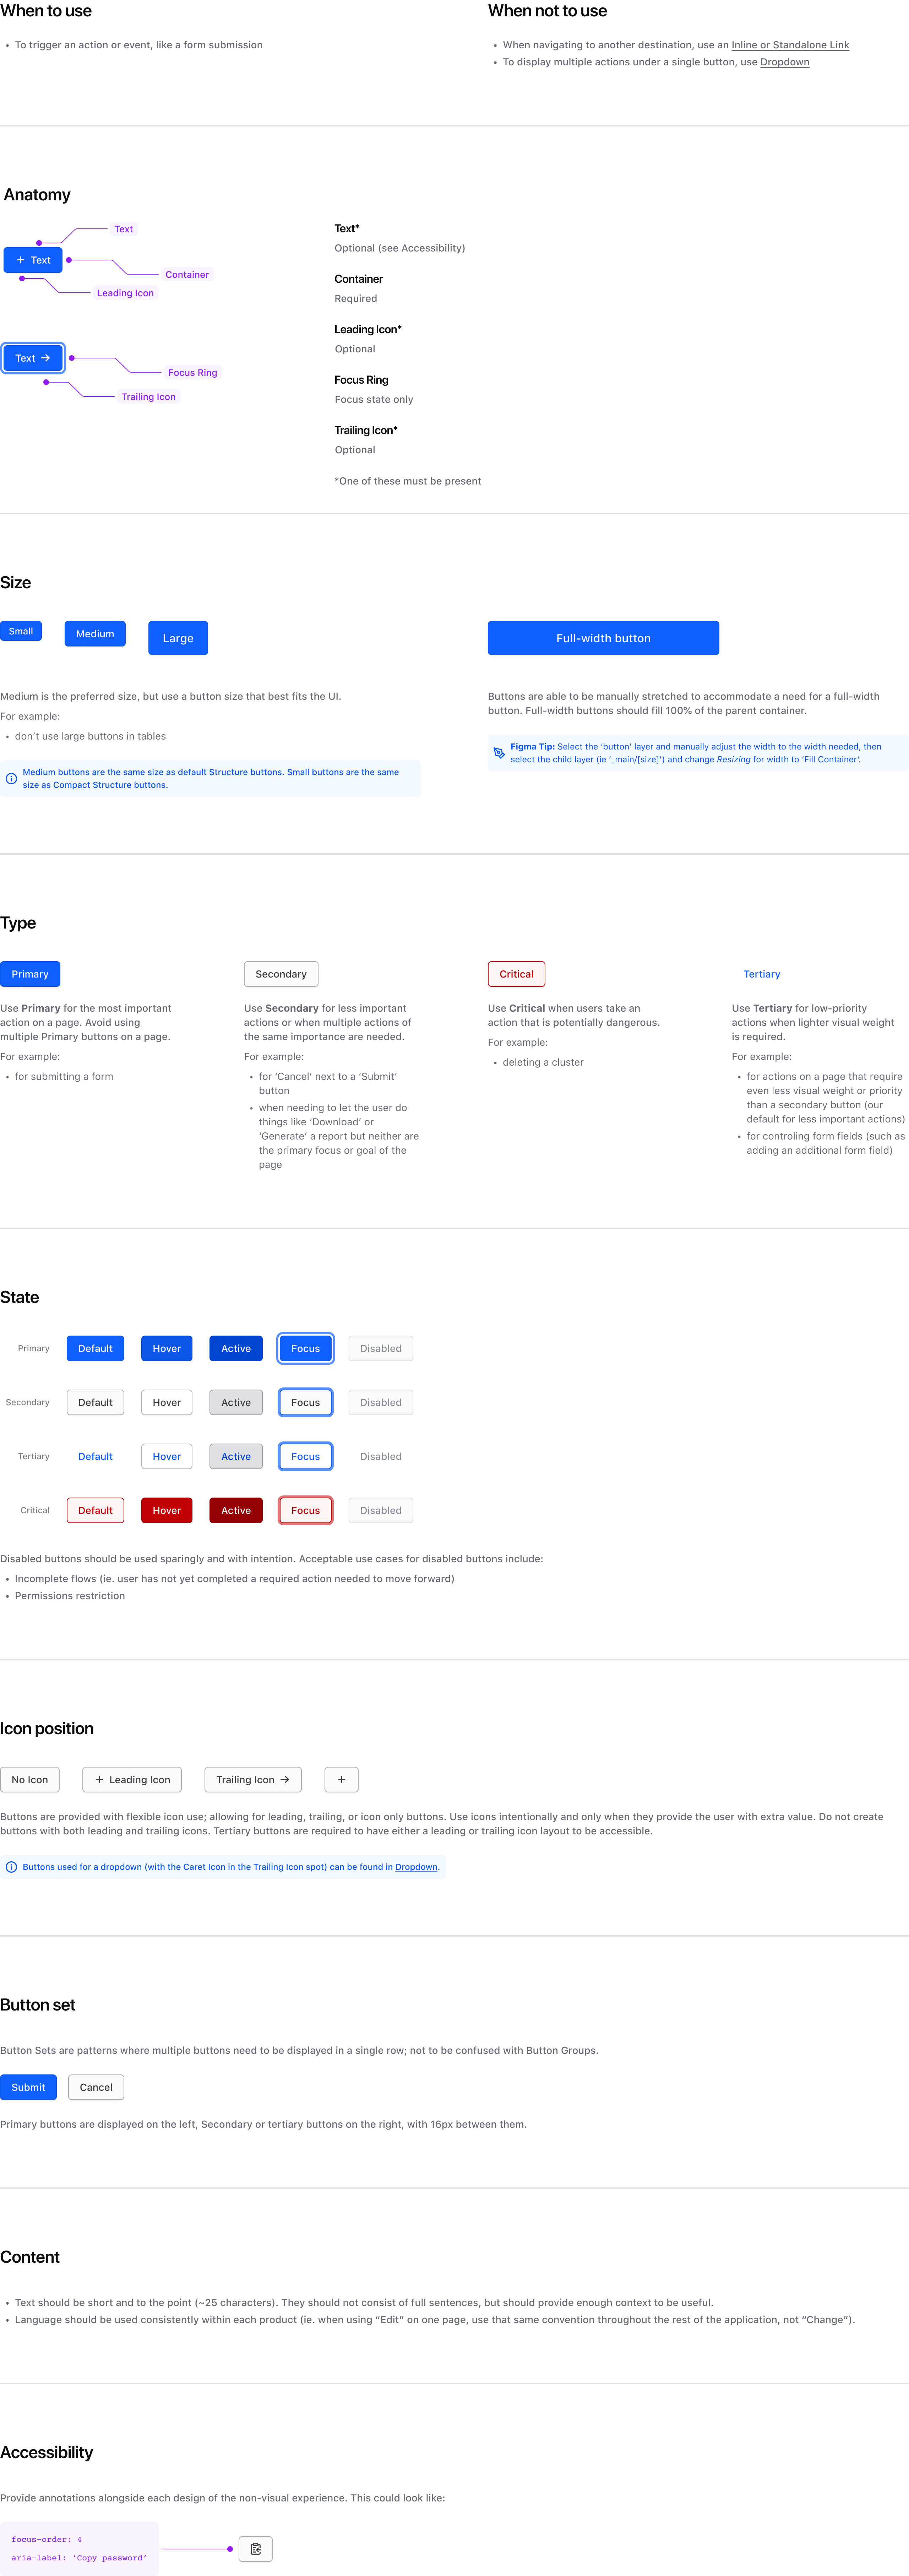 When to use
• To trigger an action or event, like a form submission
When not to use
• When navigating to another destination, use an Inline or Standalone Link
• To display multiple actions under a single button, use Dropdown
Anatomy
Text
+ Text
Container
Leading Icon
Text →
Focus Ring
Trailing Icon
Text*
Optional (see Accessibility)
Container
Required
Leading Icon*
Optional
Focus Ring
Focus state only
Trailing Icon*
Optional
*One of these must be present
Size
Small
Medium
Large
Medium is the preferred size, but use a button size that best fits the UI.
For example:
• don’t use large buttons in tables
Medium buttons are the same size as default Structure buttons. Small buttons are the same
size as Compact Structure buttons.
Full-width button
Buttons are able to be manually stretched to accommodate a need for a full-width
button. Full-width buttons should fill 100% of the parent container.
Figma Tip: Select the ‘button’ layer and manually adjust the width to the width needed, then
select the child layer (ie ‘_main/[size]’) and change Resizing for width to ‘Fill Container’.
Type
Primary
Use Primary for the most important
action on a page. Avoid using
multiple Primary buttons on a page.
For example:
• for submitting a form
Secondary
Use Secondary for less important
actions or when multiple actions of
the same importance are needed.
For example:
• for ‘Cancel’ next to a ‘Submit’
button
• when needing to let the user do
things like ‘Download’ or
‘Generate’ a report but neither are
the primary focus or goal of the
page
Critical
Use Critical when users take an
action that is potentially dangerous.
For example:
• deleting a cluster
Tertiary
Use Tertiary for low-priority
actions when lighter visual weight
is required.
For example:
• for actions on a page that require
even less visual weight or priority
than a secondary button (our
default for less important actions)
• for controling form fields (such as
adding an additional form field)
State
Primary Default Hover Active Focus Disabled
Secondary Default Hover Active Focus Disabled
Tertiary Default Hover Active Focus Disabled
Critical Default Hover Active Focus Disabled
Disabled buttons should be used sparingly and with intention. Acceptable use cases for disabled buttons include:
• Incomplete flows (ie. user has not yet completed a required action needed to move forward)
• Permissions restriction
Icon position
No Icon
+ Leading Icon
Trailing Icon →
+
Buttons are provided with flexible icon use; allowing for leading, trailing, or icon only buttons. Use icons intentionally and only when they provide the user with extra value. Do not create
buttons with both leading and trailing icons. Tertiary buttons are required to have either a leading or trailing icon layout to be accessible.
Buttons used for a dropdown (with the Caret Icon in the Trailing Icon spot) can be found in Dropdown.
Button set
Button Sets are patterns where multiple buttons need to be displayed in a single row; not to be confused with Button Groups.
Submit
Cancel
Primary buttons are displayed on the left, Secondary or tertiary buttons on the right, with 16px between them.
Content
• Text should be short and to the point (~25 characters). They should not consist of full sentences, but should provide enough context to be useful.
• Language should be used consistently within each product (ie. when using “Edit” on one page, use that same convention throughout the rest of the application, not “Change”).
Accessibility
Provide annotations alongside each design of the non-visual experience. This could look like:
focus-order: 4
aria-label: ‘Copy password’